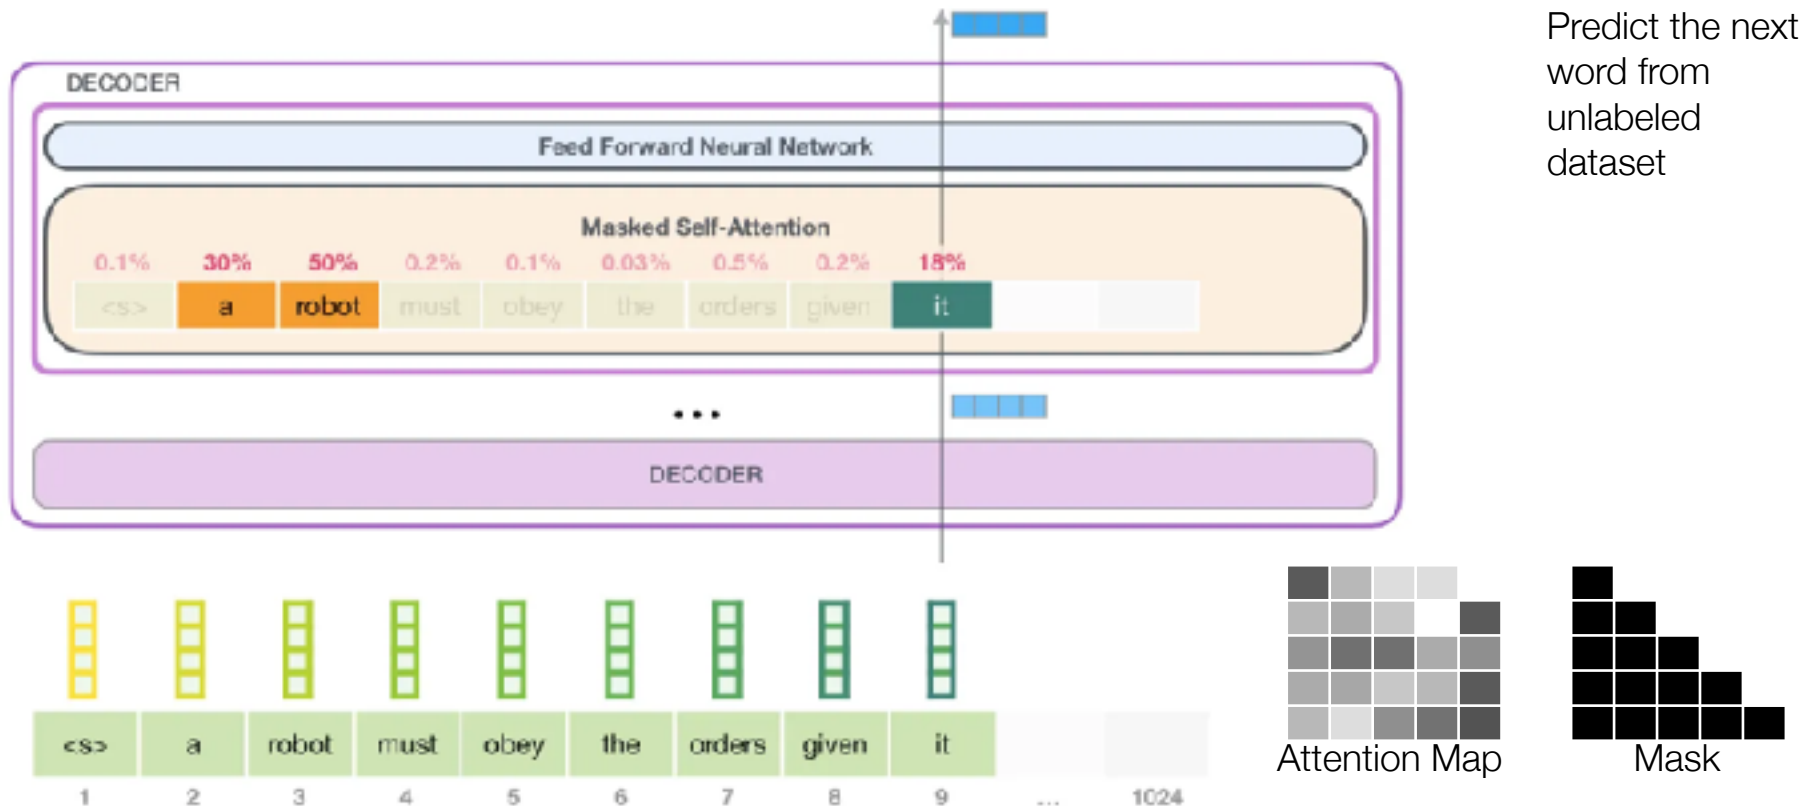 Predict the next
word from
unlabeled
dataset
DECODER
Feed Forward Neural Network
Masked Self-Attention
0.1% 30% 50% 0.2% 0.1% 0.03% 0.5% 0.2% 18%
<s> a robot must obey the orders given it
...
DECODER
<s> a robot must obey the orders given it
1 2 3 4 5 6 7 8 9 ... 1024
Attention Map
Mask